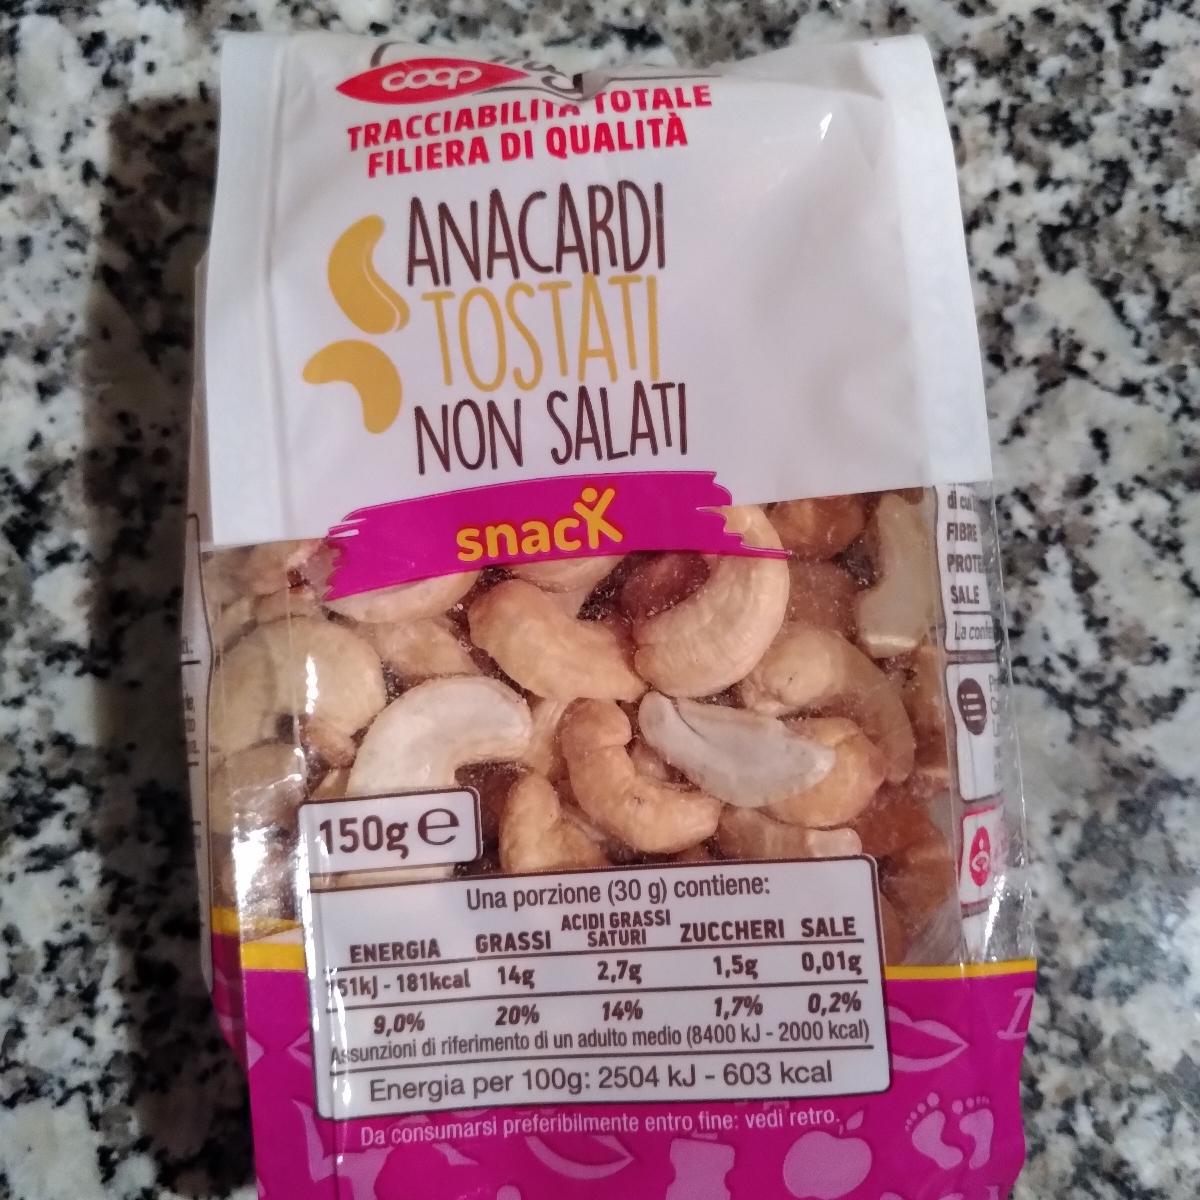 coop
TRACCIABILITÀ TOTALE
FILIERA DI QUALITÀ
ANACARDI
TOSTATI
NON SALATI
snack
di cui
FIBRE
SALE
150g e
Una porzione (30 g) contiene:
ENERGIA GRASSI ACIDI GRASSI SATURI ZUCCHERI SALE
751kJ - 181kcal 14g 2,7g 1,5g 0,01g
9,0% 20% 14% 1,7% 0,2%
Assunzioni di riferimento di un adulto medio (8400 kJ - 2000 kcal)
Energia per 100g: 2504 kJ - 603 kcal
Da consumarsi preferibilmente entro fine: vedi retro.